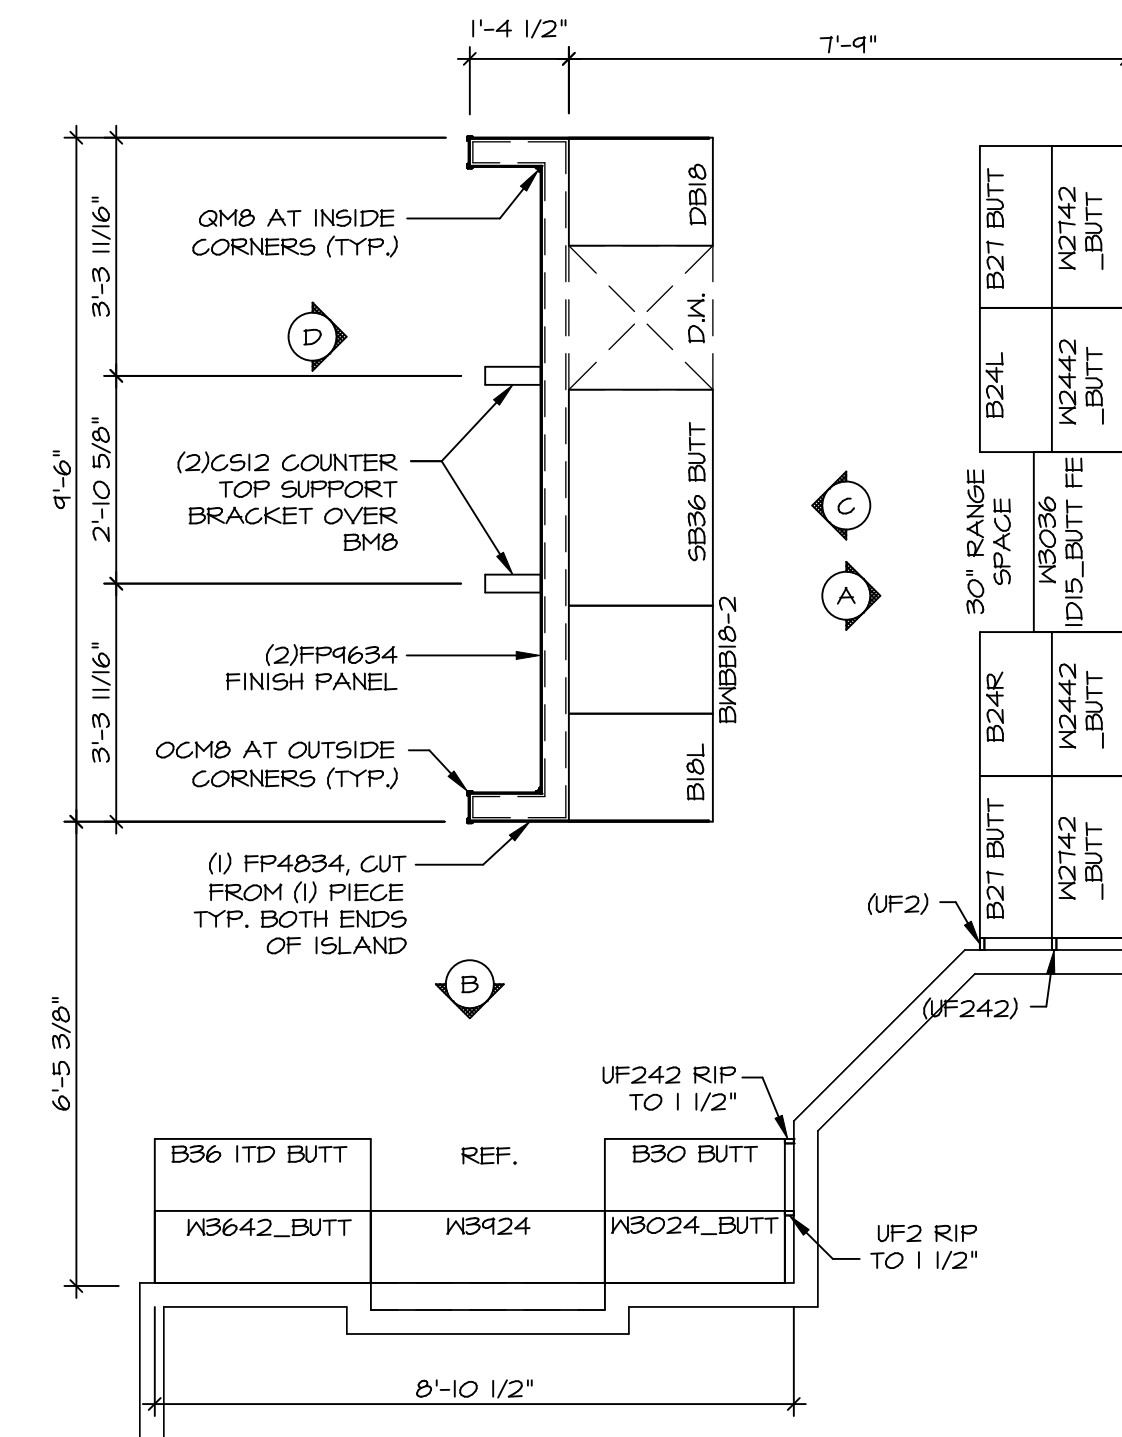 1'-4 1/2"
7'-9"
QM8 AT INSIDE
CORNERS (TYP.)
3'-3 11/16"
D
DB18
D.W.
B27 BUTT
W2742
_BUTT
B24L
W2442
_BUTT
9'-6"
2'-10 5/8"
(2)CS12 COUNTER
TOP SUPPORT
BRACKET OVER
BM8
SB36 BUTT
C
A
30" RANGE
SPACE
W3036
1D15_BUTT FE
3'-3 11/16"
(2)FP9634
FINISH PANEL
BWBB18-2
B24R
W2442
_BUTT
OCM8 AT OUTSIDE
CORNERS (TYP.)
B18L
B27 BUTT
W2742
_BUTT
(1) FP4834, CUT
FROM (1) PIECE
TYP. BOTH ENDS
OF ISLAND
(UF2)
B
(UF242)
6'-5 3/8"
UF242 RIP
TO 1 1/2"
B36 1TD BUTT
REF.
B30 BUTT
W3642_BUTT
W3924
W3024_BUTT
UF2 RIP
TO 1 1/2"
8'-10 1/2"